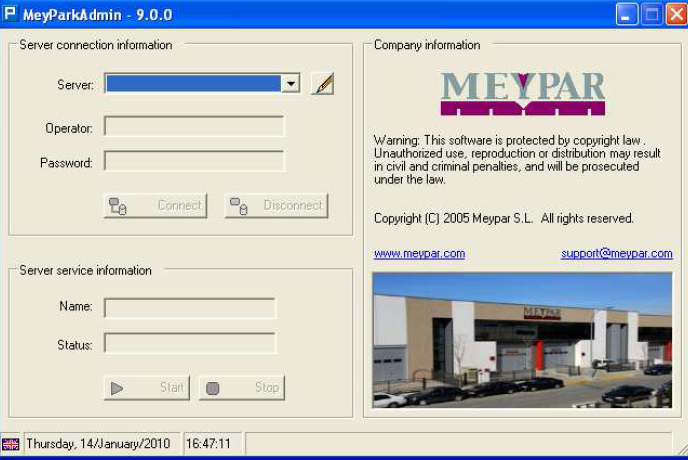 MeyParkAdmin - 9.0.0
Server connection information
Server:
Operator:
Password:
Connect
Disconnect
Server service information
Name:
Status:
Start
Stop
Company information
MEYPAR
Warning: This software is protected by copyright law .
Unauthorized use, reproduction or distribution may result
in civil and criminal penalties, and will be prosecuted
under the law.
Copyright (C) 2005 Meypar S.L. All rights reserved.
www.meypar.com
support@meypar.com
MEYPAR
Thursday, 14/January/2010
16:47:11